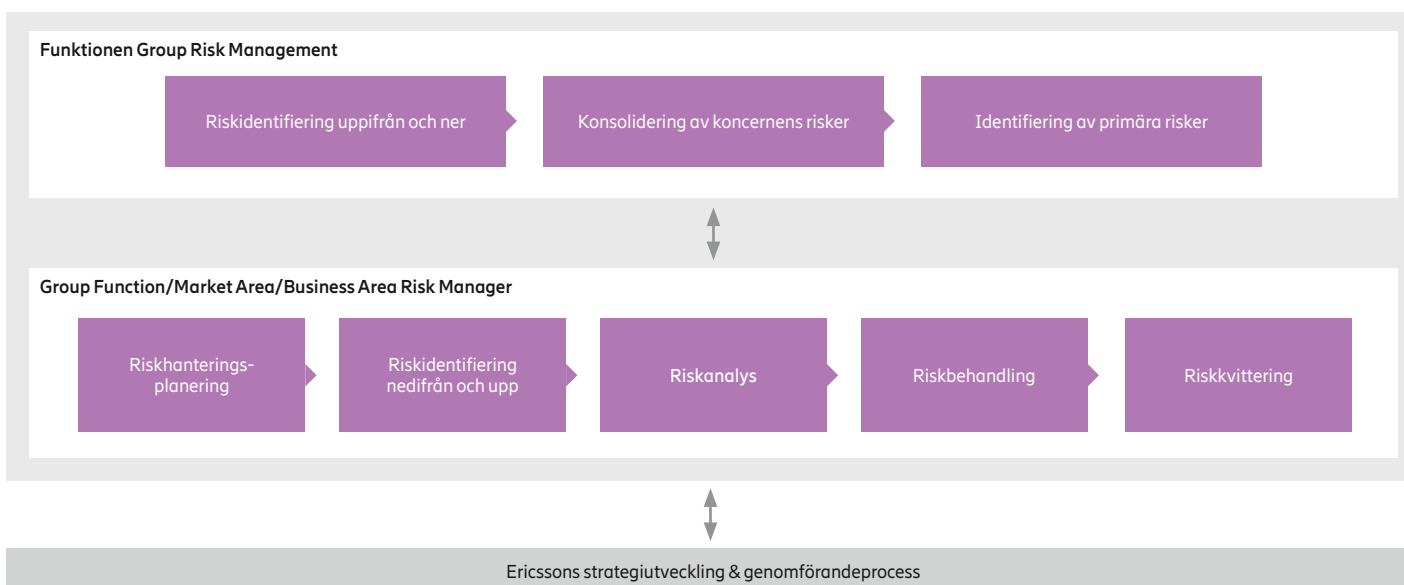 Funktionen Group Risk Management
Riskidentifiering uppifrån och ner
Konsolidering av koncernens risker
Identifiering av primära risker
Group Function/Market Area/Business Area Risk Manager
Riskhanterings-
planering
Riskidentifiering
nedifrån och upp
Riskanalys
Riskbehandling
Riskkvittering
Ericssons strategiutveckling & genomförandeprocess